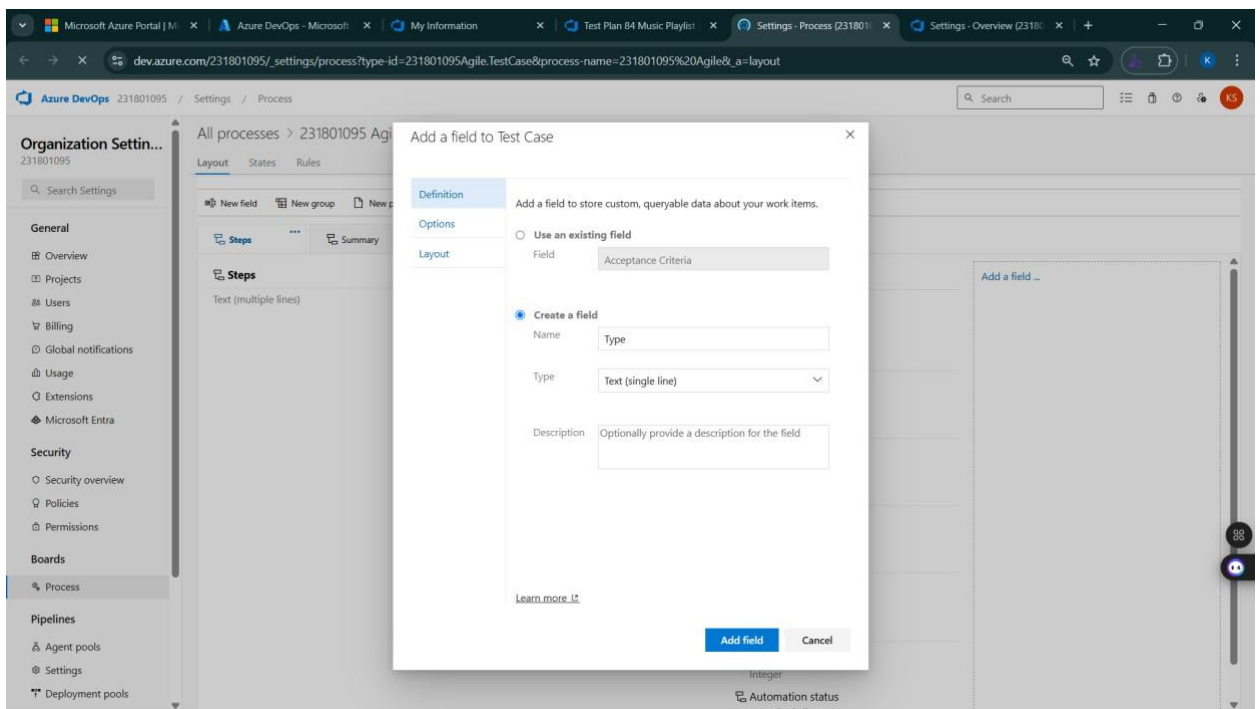 Microsoft Azure Portal | M
Azure DevOps - Microsoft
My Information
Test Plan 84 Music Playlist
Settings - Process (231801
Settings - Overview (2318
dev.azure.com/231801095/_settings/process?type-id=231801095Agile.TestCase&process-name=231801095%20Agile&_a=layout
K
Azure DevOps 231801095 / Settings / Process
Search
KS
Organization Settin...
231801095
Search Settings
General
Overview
Projects
Users
Billing
Global notifications
Usage
Extensions
Microsoft Entra
Security
Security overview
Policies
Permissions
Boards
Process
Pipelines
Agent pools
Settings
Deployment pools
All processes > 231801095 Agi
Layout States Rules
New field New group New p
Steps ... Summary
Steps
Text (multiple lines)
Add a field to Test Case
Definition
Options
Layout
Add a field to store custom, queryable data about your work items.
Use an existing field
Field Acceptance Criteria
Create a field
Name Type
Type Text (single line)
Description Optionally provide a description for the field
Learn more
Add field Cancel
Add a field ...
Integer
Automation status